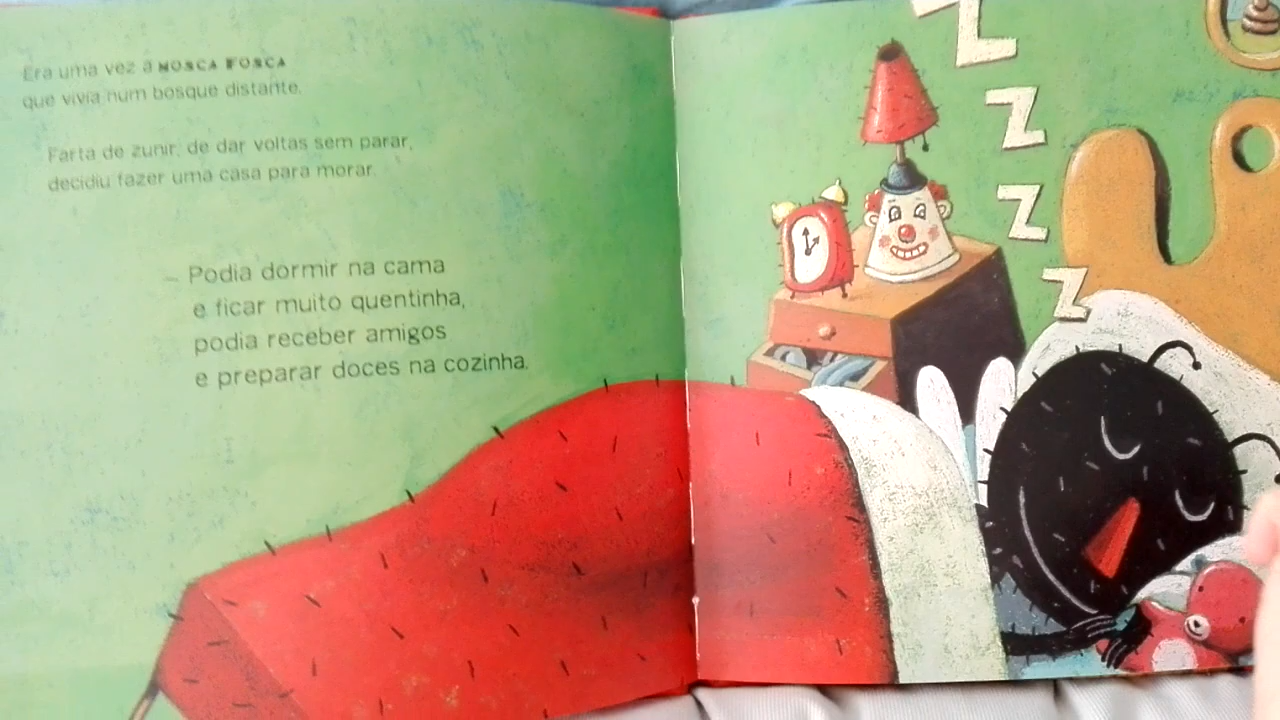 Era uma vez a MOSCA FOSCA
que vivia num bosque distante.
Farta de zunir, de dar voltas sem parar,
decidiu fazer uma casa para morar.
– Podia dormir na cama
e ficar muito quentinha,
podia receber amigos
e preparar doces na cozinha.
Z
Z
Z
Z